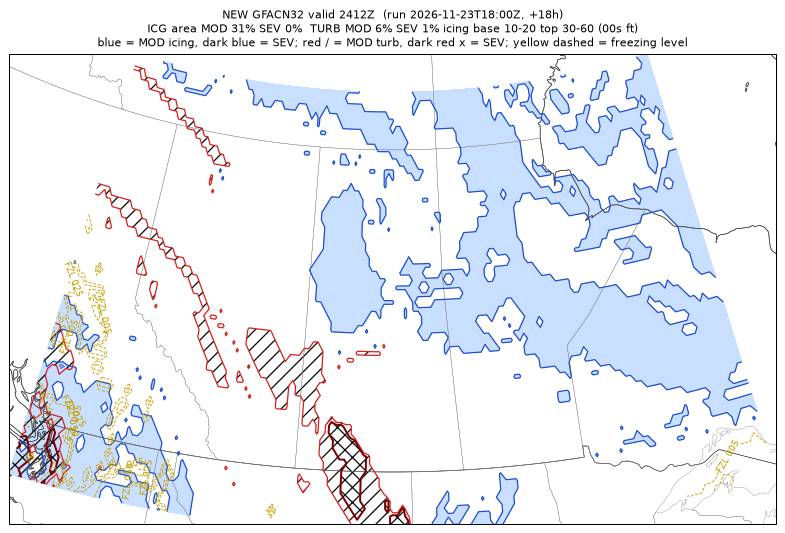 NEW GFACN32 valid 2412Z (run 2026-11-23T18:00Z, +18h)
ICG area MOD 31% SEV 0% TURB MOD 6% SEV 1% icing base 10-20 top 30-60 (00s ft)
blue = MOD icing, dark blue = SEV; red / = MOD turb, dark red x = SEV; yellow dashed = freezing level
FZL 00S